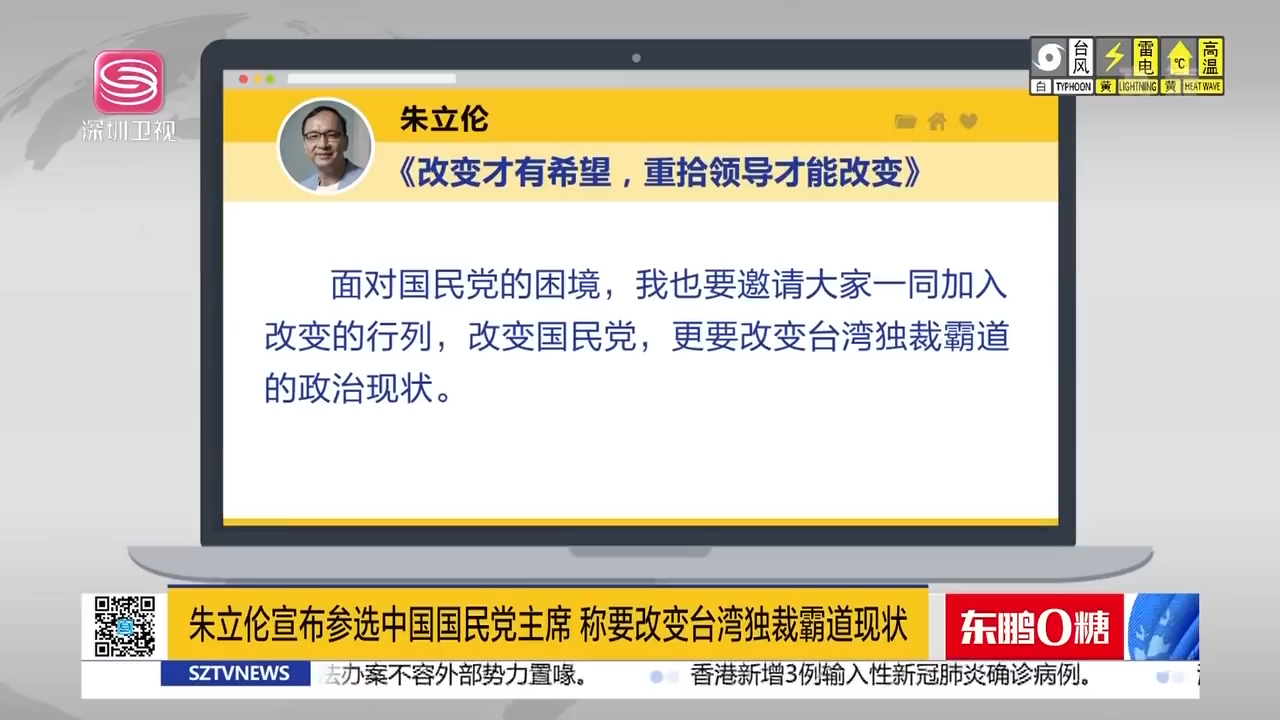 深圳卫视
台风
雷电
℃
高温
白 TYPHOON 黄 LIGHTNING 黄 HEAT WAVE
朱立伦
《改变才有希望，重拾领导才能改变》
面对国民党的困境，我也要邀请大家一同加入
改变的行列，改变国民党，更要改变台湾独裁霸道
的政治现状。
朱立伦宣布参选中国国民党主席 称要改变台湾独裁霸道现状
东鹏0糖
SZTVNEWS
法办案不容外部势力置喙。 香港新增3例输入性新冠肺炎确诊病例。